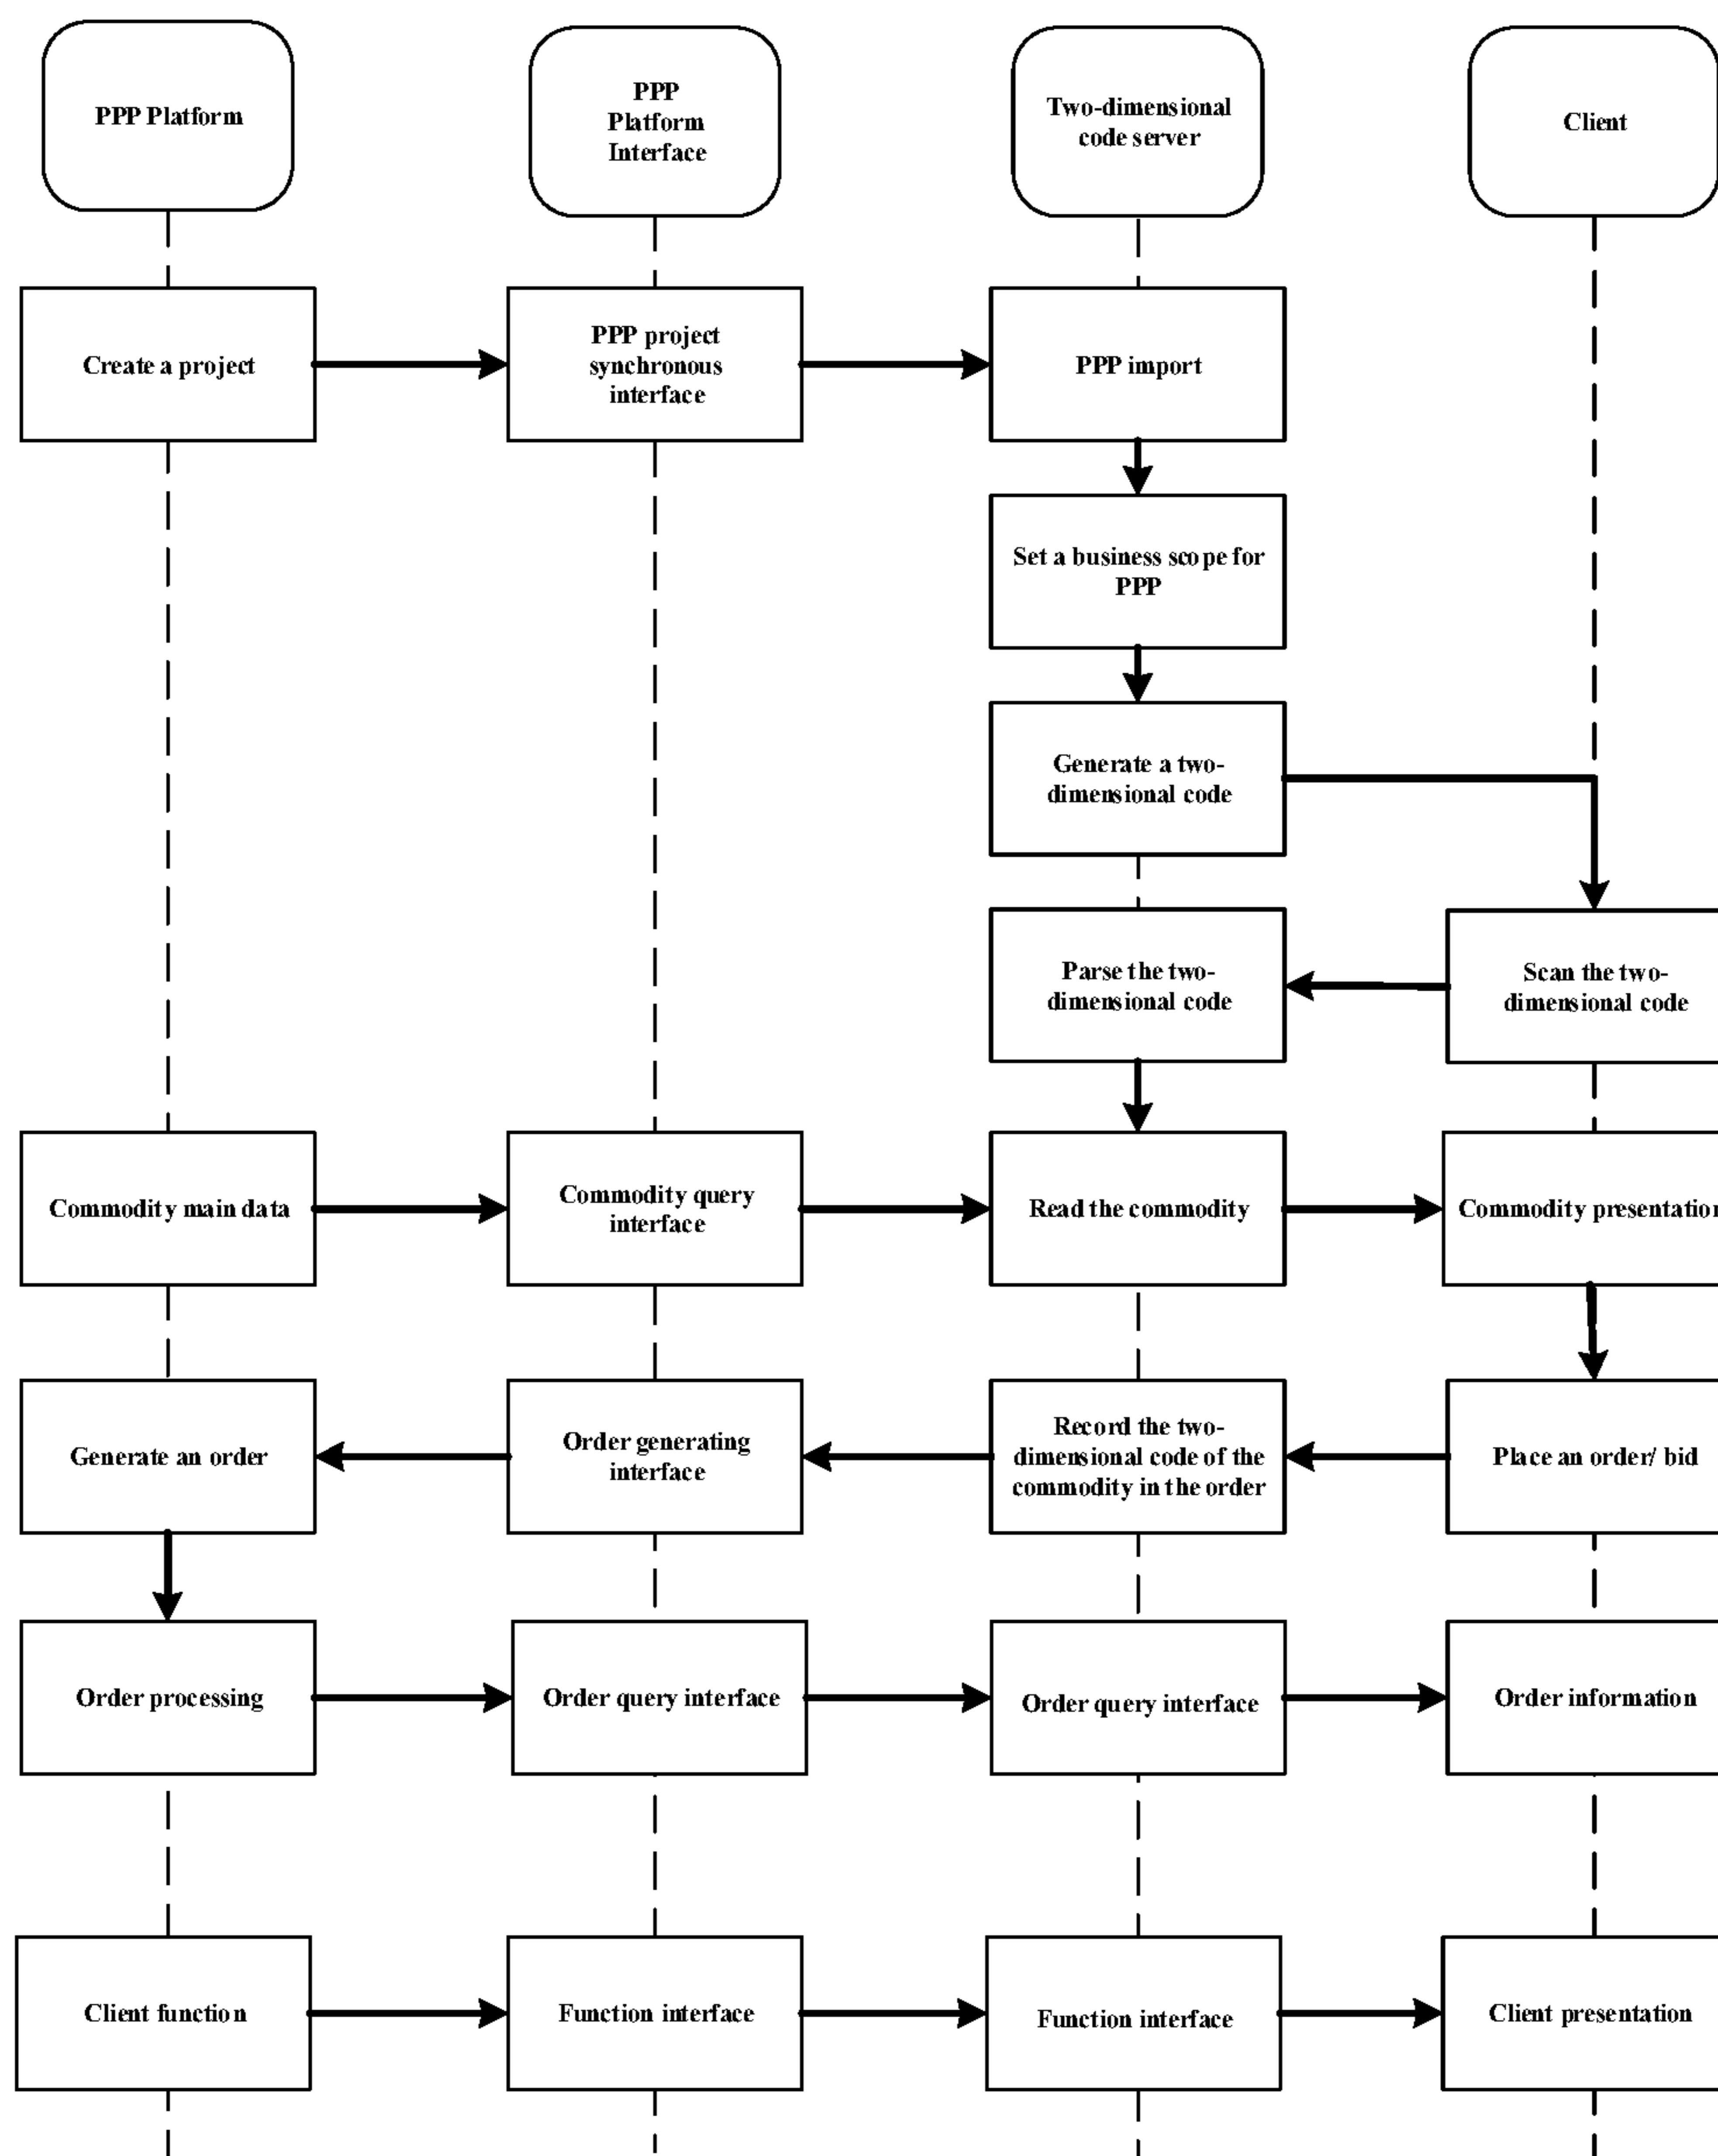 PPP Platform
PPP
Platform
Interface
Two-dimensional
code server
Client
Create a project
PPP project
synchronous
interface
PPP import
Set a business scope for
PPP
Generate a two-
dimensional code
Parse the two-
dimensional code
Scan the two-
dimensional code
Commodity main data
Commodity query
interface
Read the commodity
Commodity presentation
Generate an order
Order generating
interface
Record the two-
dimensional code of the
commodity in the order
Place an order/ bid
Order processing
Order query interface
Order query interface
Order information
Client function
Function interface
Function interface
Client presentation